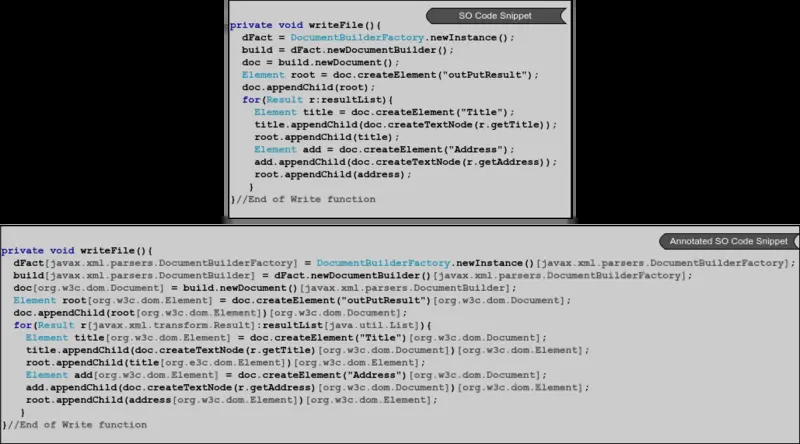 SO Code Snippet
private void writeFile(){
dFact = DocumentBuilderFactory.newInstance();
build = dFact.newDocumentBuilder();
doc = build.newDocument();
Element root = doc.createElement("outPutResult");
doc.appendChild(root);
for(Result r:resultList){
Element title = doc.createElement("Title");
title.appendChild(doc.createTextNode(r.getTitle));
root.appendChild(title);
Element add = doc.createElement("Address");
add.appendChild(doc.createTextNode(r.getAddress));
root.appendChild(address);
}
}//End of Write function
Annotated SO Code Snippet
private void writeFile(){
dFact[javax.xml.parsers.DocumentBuilderFactory] = DocumentBuilderFactory.newInstance()[javax.xml.parsers.DocumentBuilderFactory];
build[javax.xml.parsers.DocumentBuilder] = dFact.newDocumentBuilder()[javax.xml.parsers.DocumentBuilderFactory];
doc[org.w3c.dom.Document] = build.newDocument()[javax.xml.parsers.DocumentBuilder];
Element root[org.w3c.dom.Element] = doc.createElement("outPutResult")[org.w3c.dom.Document];
doc.appendChild(root[org.w3c.dom.Element])[org.w3c.dom.Document];
for(Result r[javax.xml.transform.Result]:resultList[java.util.List]){
Element title[org.w3c.dom.Element] = doc.createElement("Title")[org.w3c.dom.Document];
title.appendChild(doc.createTextNode(r.getTitle)[org.w3c.dom.Document])[org.w3c.dom.Element];
root.appendChild(title[org.e3c.dom.Element])[org.w3c.dom.Element];
Element add[org.w3c.dom.Element] = doc.createElement("Address")[org.w3c.dom.Document];
add.appendChild(doc.createTextNode(r.getAddress)[org.w3c.dom.Document])[org.w3c.dom.Element];
root.appendChild(address[org.w3c.dom.Element])[org.w3c.dom.Element];
}
}//End of Write function